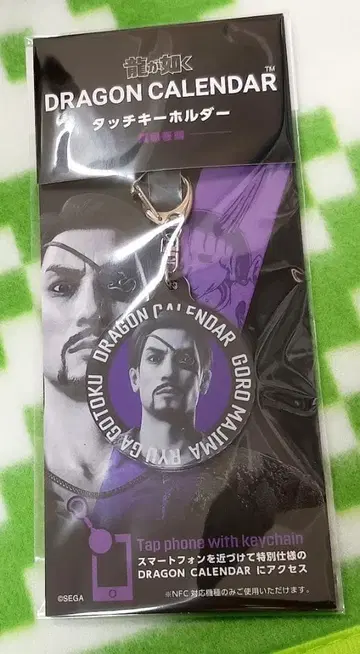 龍が如く
DRAGON CALENDAR™
タッチキーホルダー
DRAGON CALENDAR GORO MAJIMA RYU GA GOTOKU
Tap phone with keychain
スマートフォンを近づけて特別仕様の
DRAGON CALENDAR にアクセス
©SEGA
※NFC 対応機種のみご使用いただけます。